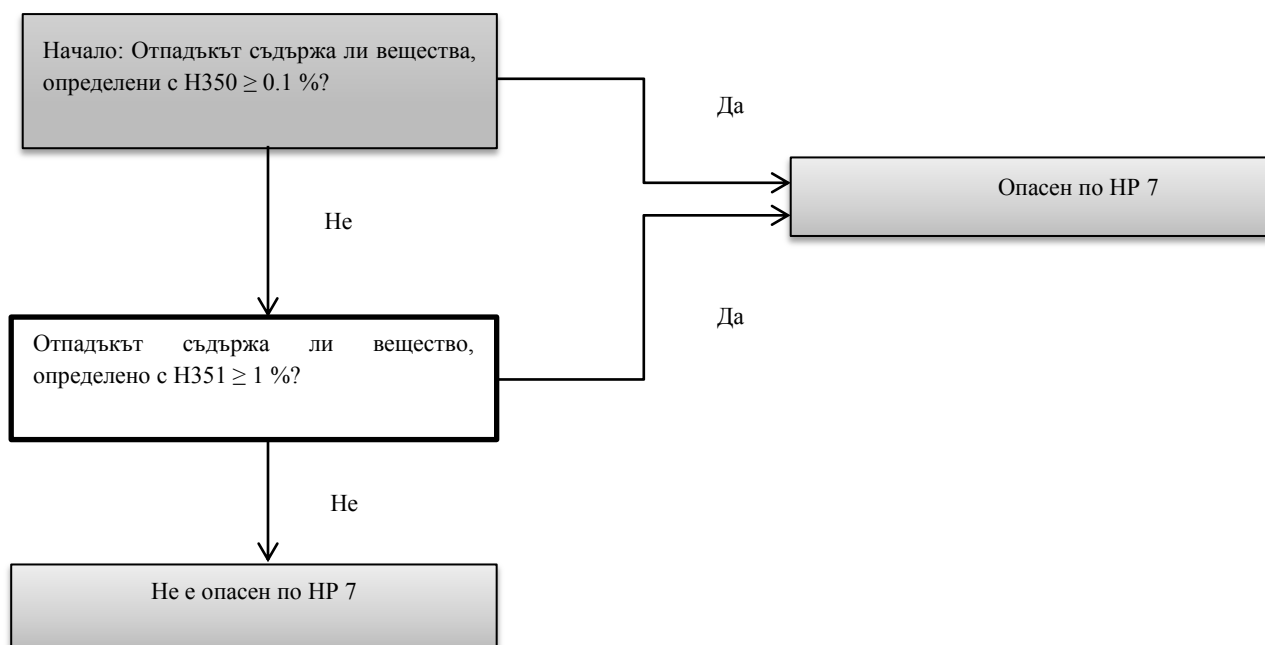 Начало: Отпадъкът съдържа ли вещества,
определени с H350 ≥ 0.1 %?
Да
Опасен по HP 7
Не
Да
Отпадъкът съдържа ли вещество,
определено с H351 ≥ 1 %?
Не
Не е опасен по HP 7